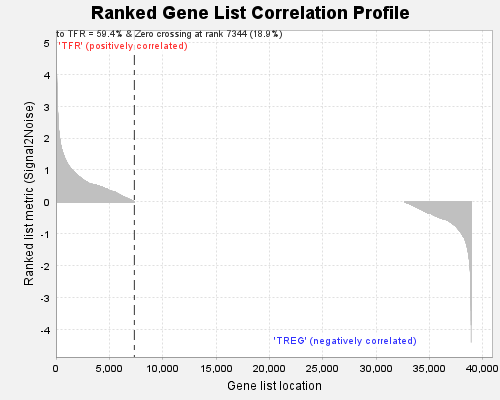 Ranked Gene List Correlation Profile
to TFR = 59.4% & Zero crossing at rank 7344 (18.9%)
'TFR' (positively correlated)
5
4
3
2
1
0
-1
-2
-3
-4
Ranked list metric (Signal2Noise)
'TREG' (negatively correlated)
0 5,000 10,000 15,000 20,000 25,000 30,000 35,000 40,000
Gene list location